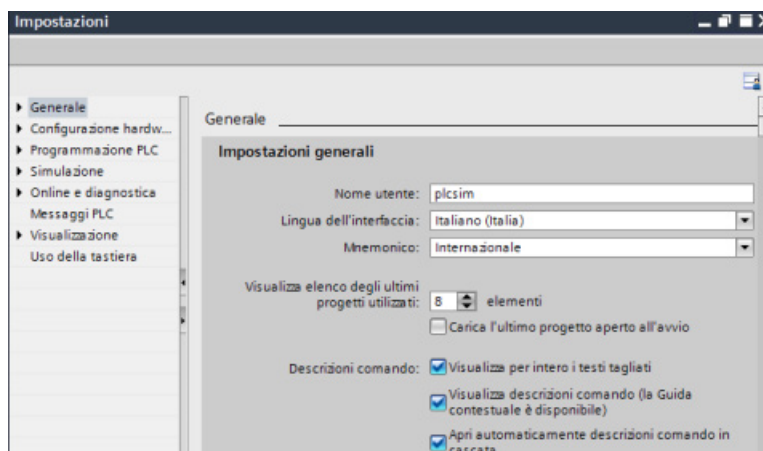 Impostazioni
Generale
Configurazione hardw...
Programmazione PLC
Simulazione
Online e diagnostica
Messaggi PLC
Visualizzazione
Uso della tastiera
Generale
Impostazioni generali
Nome utente: plcsim
Lingua dell'interfaccia: Italiano (Italia)
Mnemonico: Internazionale
Visualizza elenco degli ultimi
progetti utilizzati: 8 elementi
Carica l'ultimo progetto aperto all'avvio
Descrizioni comando: Visualizza per intero i testi tagliati
Visualizza descrizioni comando (la Guida
contestuale è disponibile)
Apri automaticamente descrizioni comando in
cascata